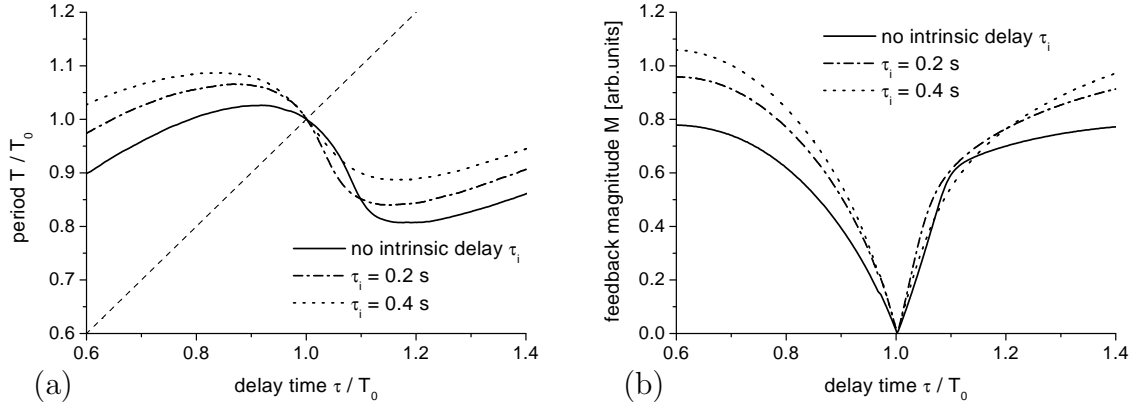 1.2
1.1
1.0
0.9
0.8
0.7
0.6
period T / T0
0.6 0.8 1.0 1.2 1.4
delay time τ / T0
no intrinsic delay τi
τi = 0.2 s
τi = 0.4 s
(a)
1.2
1.0
0.8
0.6
0.4
0.2
0.0
feedback magnitude M [arb.units]
0.6 0.8 1.0 1.2 1.4
delay time τ / T0
no intrinsic delay τi
τi = 0.2 s
τi = 0.4 s
(b)